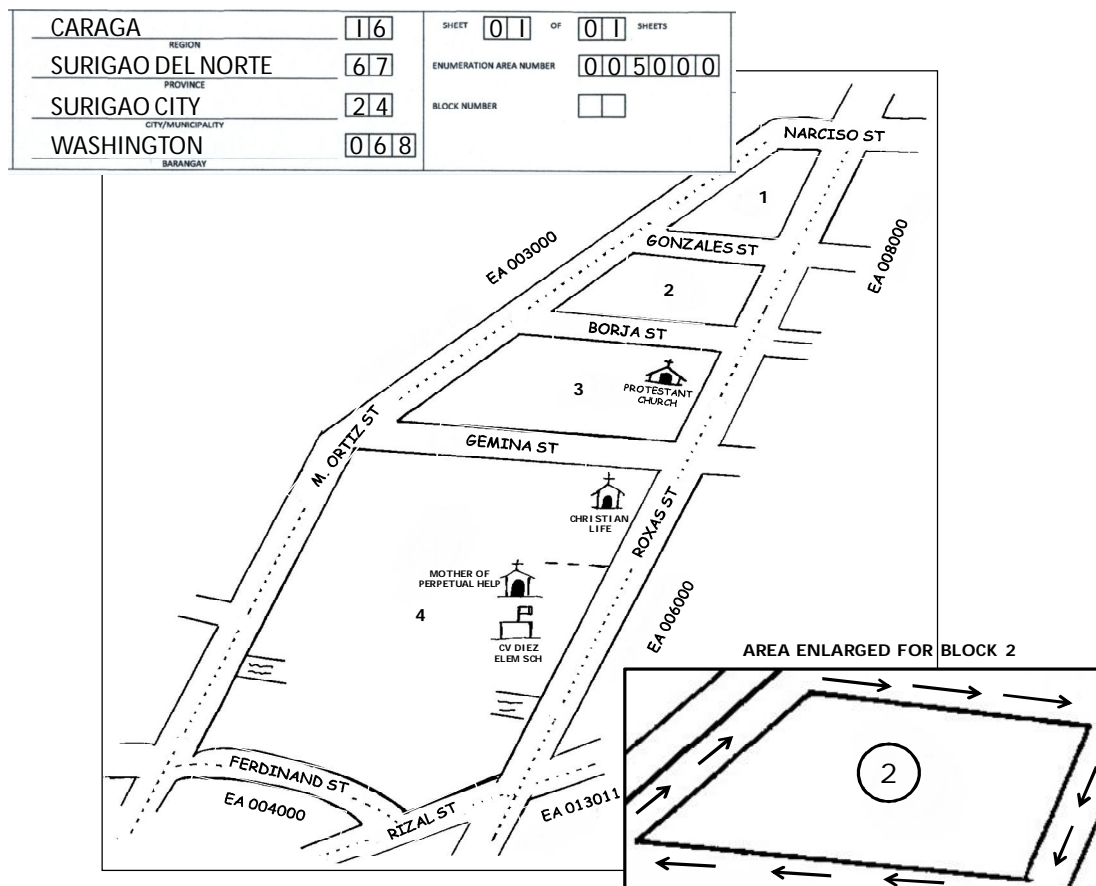 CARAGA 16
REGION
SURIGAO DEL NORTE 67
PROVINCE
SURIGAO CITY 24
CITY/MUNICIPALITY
WASHINGTON 068
BARANGAY
SHEET 01 OF 01 SHEETS
ENUMERATION AREA NUMBER 005000
BLOCK NUMBER
NARCISO ST
1
GONZALES ST
EA 003000
EA 008000
2
BORJA ST
3
PROTESTANT
CHURCH
M. ORTIZ ST
GEMINA ST
CHRISTIAN
LIFE
ROXAS ST
MOTHER OF
PERPETUAL HELP
4
CV DIEZ
ELEM SCH
EA 006000
FERDINAND ST
EA 004000
RIZAL ST
EA 013011
AREA ENLARGED FOR BLOCK 2
2